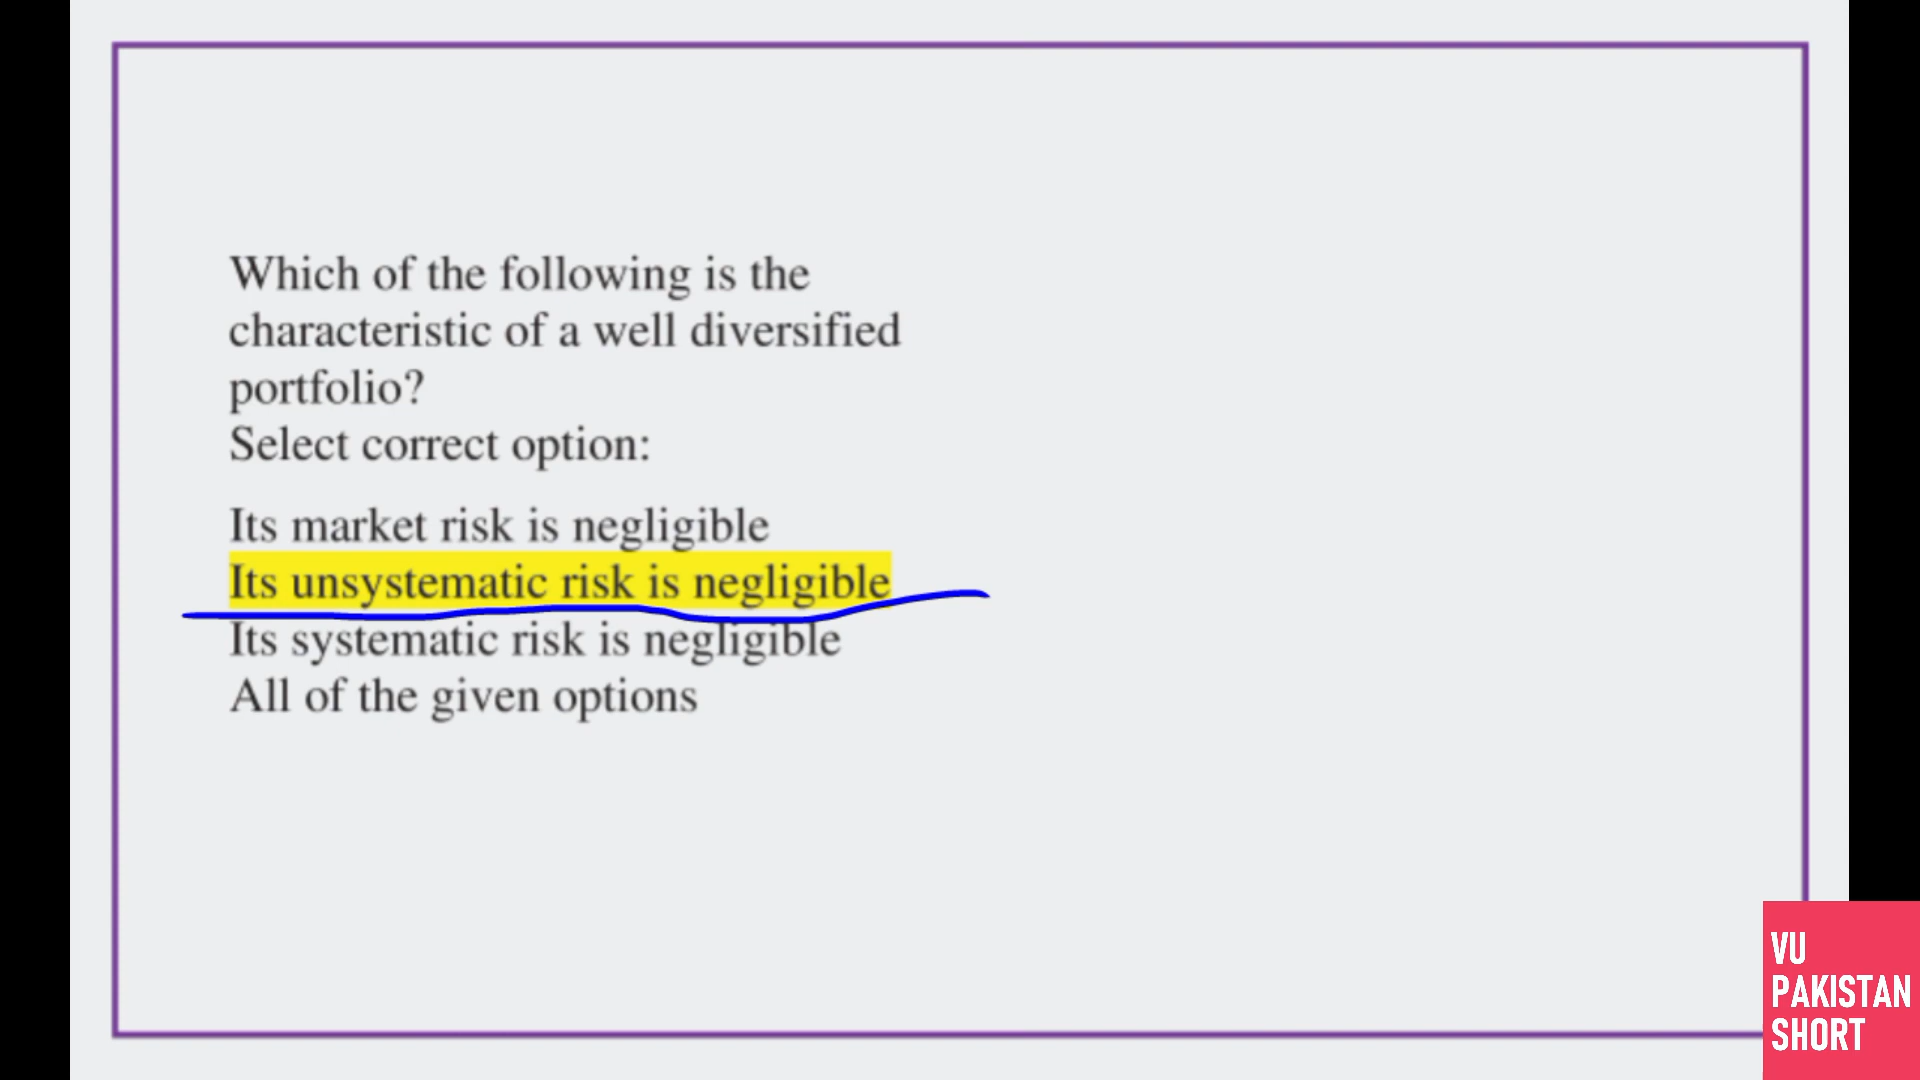 Which of the following is the
characteristic of a well diversified
portfolio?
Select correct option:
Its market risk is negligible
Its unsystematic risk is negligible
Its systematic risk is negligible
All of the given options
VU
PAKISTAN
SHORT